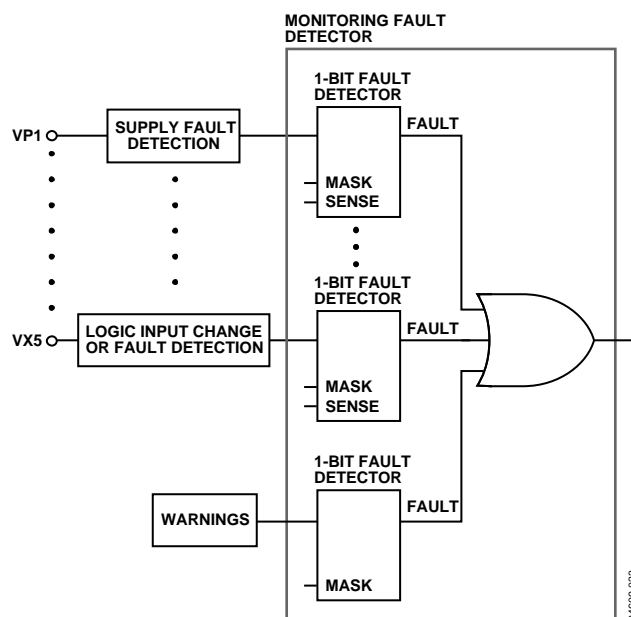 MONITORING FAULT
DETECTOR
1-BIT FAULT
DETECTOR
VP1
SUPPLY FAULT
DETECTION
FAULT
MASK
SENSE
1-BIT FAULT
DETECTOR
VX5
LOGIC INPUT CHANGE
OR FAULT DETECTION
FAULT
MASK
SENSE
1-BIT FAULT
DETECTOR
WARNINGS
FAULT
MASK